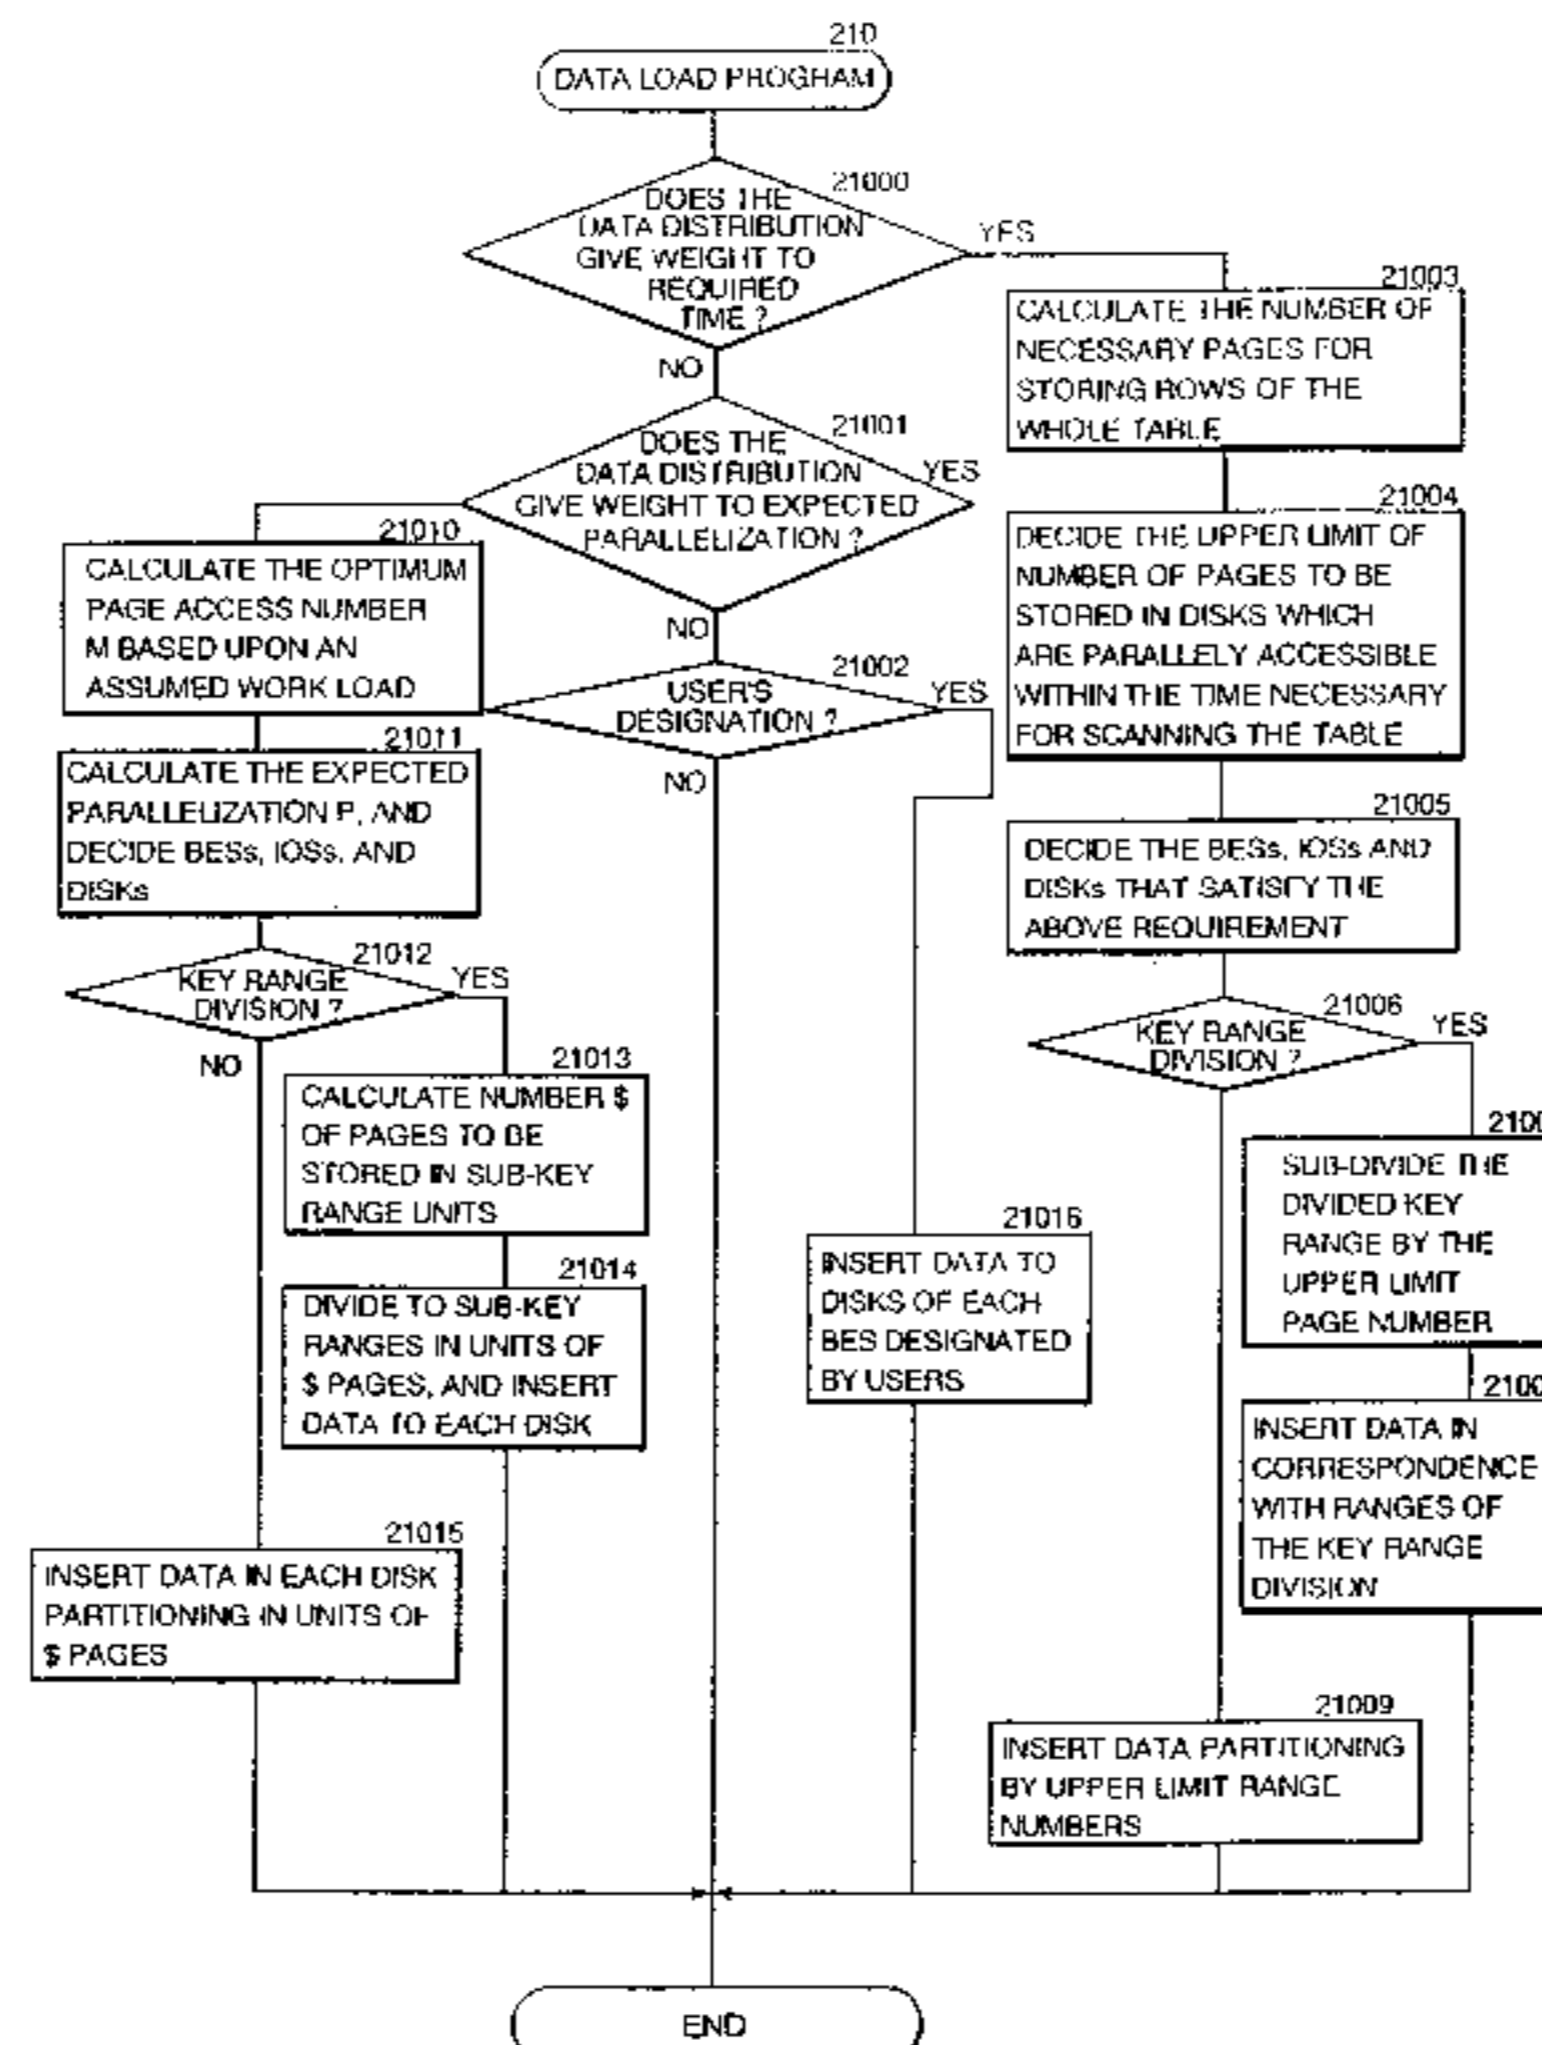 210
DATA LOAD PROGRAM
21000
DOES THE
DATA DISTRIBUTION
GIVE WEIGHT TO
REQUIRED
TIME ?
YES
NO
21003
CALCULATE THE NUMBER OF
NECESSARY PAGES FOR
STORING ROWS OF THE
WHOLE TABLE
21001
DOES THE
DATA DISTRIBUTION
GIVE WEIGHT TO EXPECTED
PARALLELIZATION ?
YES
NO
21004
DECIDE THE UPPER LIMIT OF
NUMBER OF PAGES TO BE
STORED IN DISKS WHICH
ARE PARALLELY ACCESSIBLE
WITHIN THE TIME NECESSARY
FOR SCANNING THE TABLE
21010
CALCULATE THE OPTIMUM
PAGE ACCESS NUMBER
M BASED UPON AN
ASSUMED WORK LOAD
21002
USER'S
DESIGNATION ?
YES
NO
21011
CALCULATE THE EXPECTED
PARALLELIZATION P, AND
DECIDE BESs, IOSs, AND
DISKs
21005
DECIDE THE BESs, IOSs AND
DISKs THAT SATISFY THE
ABOVE REQUIREMENT
21012
KEY RANGE
DIVISION ?
YES
NO
21006
KEY RANGE
DIVISION ?
YES
21013
CALCULATE NUMBER $
OF PAGES TO BE
STORED IN SUB-KEY
RANGE UNITS
2100
SUB-DIVIDE THE
DIVIDED KEY
RANGE BY THE
UPPER LIMIT
PAGE NUMBER
21016
INSERT DATA TO
DISKS OF EACH
BES DESIGNATED
BY USERS
21014
DIVIDE TO SUB-KEY
RANGES IN UNITS OF
$ PAGES, AND INSERT
DATA TO EACH DISK
2100
INSERT DATA IN
CORRESPONDENCE
WITH RANGES OF
THE KEY RANGE
DIVISION
21015
INSERT DATA IN EACH DISK
PARTITIONING IN UNITS OF
$ PAGES
21009
INSERT DATA PARTITIONING
BY UPPER LIMIT RANGE
NUMBERS
END